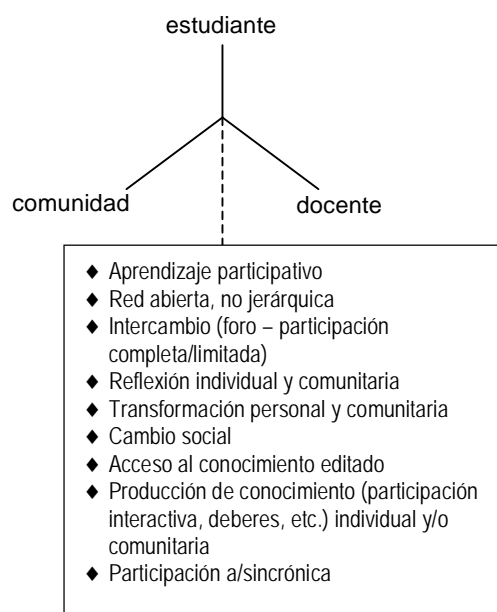 estudiante
comunidad
docente
♦ Aprendizaje participativo
♦ Red abierta, no jerárquica
♦ Intercambio (foro – participación
completa/limitada)
♦ Reflexión individual y comunitaria
♦ Transformación personal y comunitaria
♦ Cambio social
♦ Acceso al conocimiento editado
♦ Producción de conocimiento (participación
interactiva, deberes, etc.) individual y/o
comunitaria
♦ Participación a/sincrónica